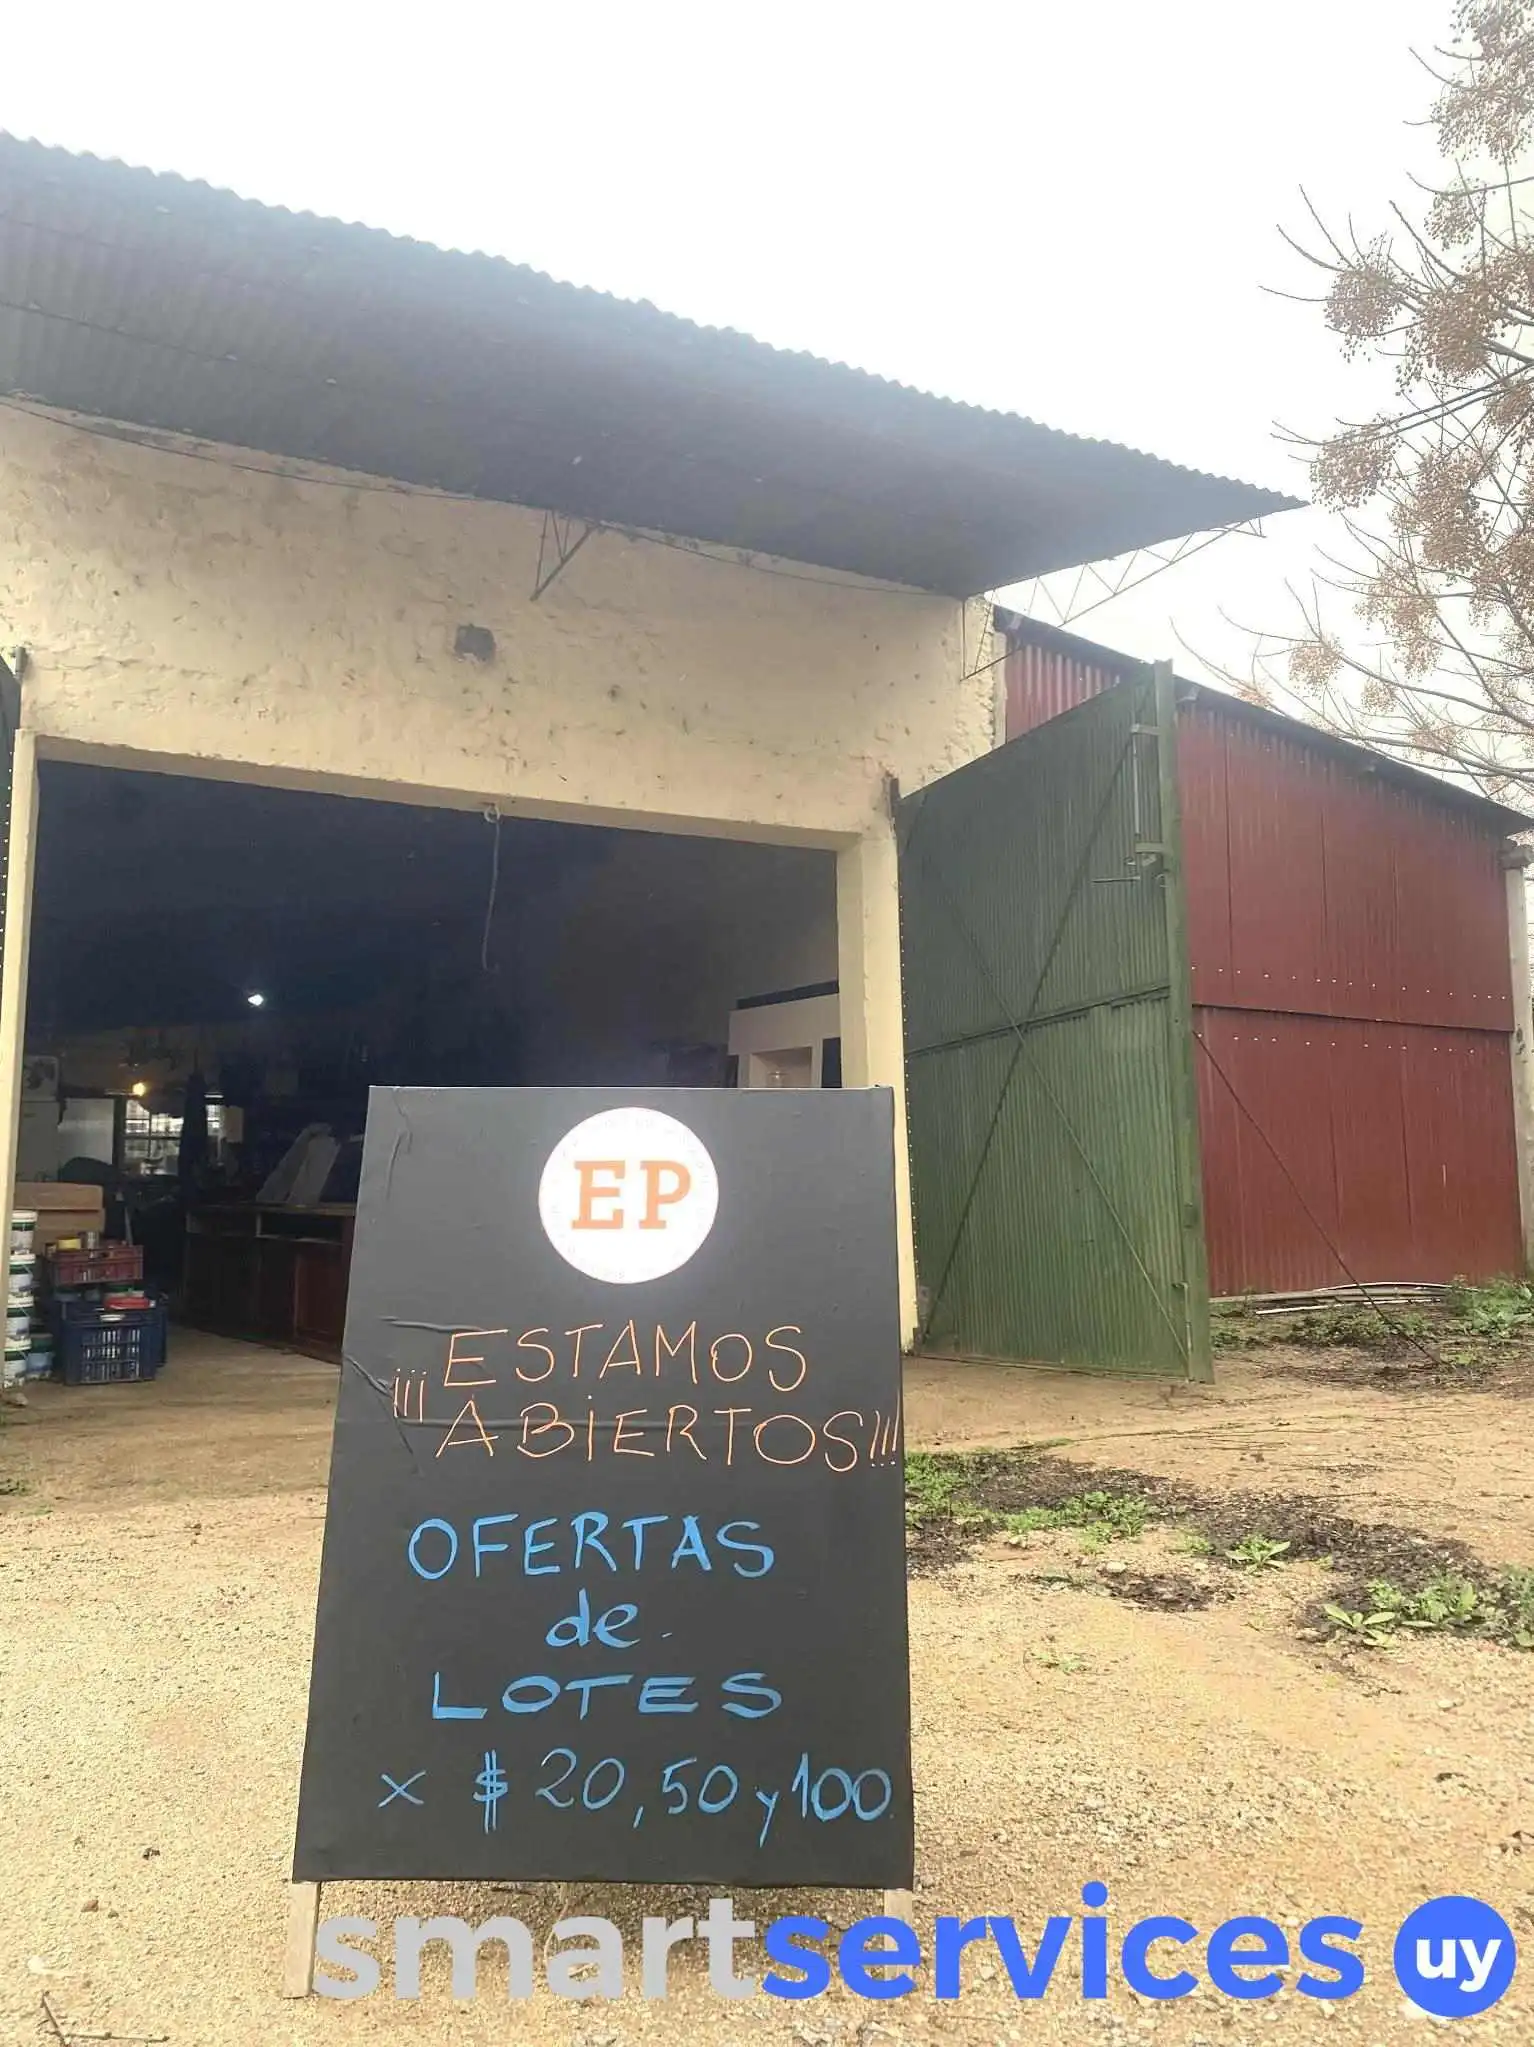 EP
ESTAMOS
¡¡¡ABIERTOS!!!
OFERTAS
de
LOTES
x $ 20, 50 y 100
smartservices uy